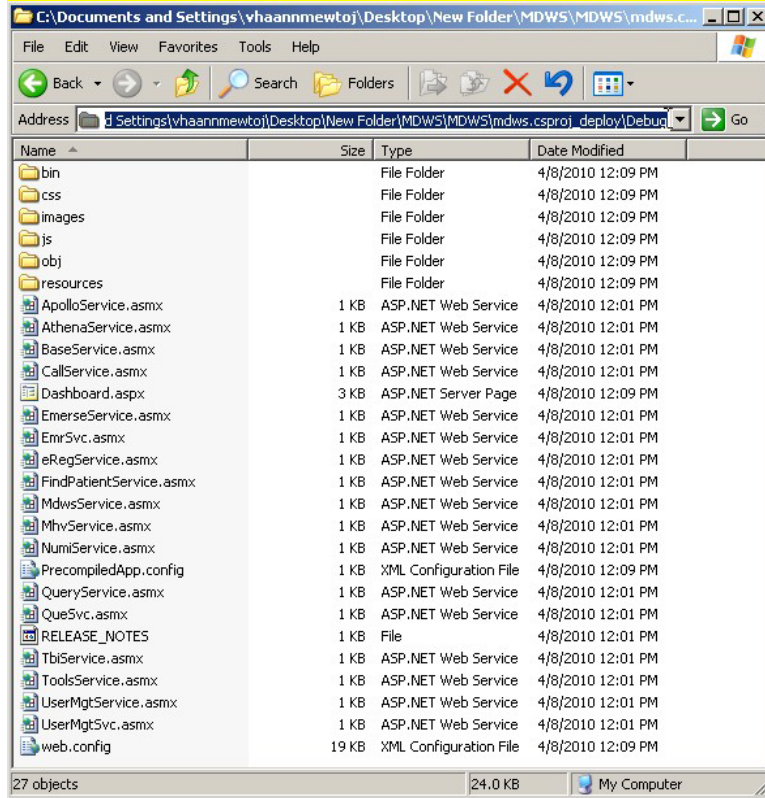 C:\Documents and Settings\vhaannmewtoj\Desktop\New Folder\MDWS\MDWS\mdws.c...
File Edit View Favorites Tools Help
Back Search Folders
Address d Settings\vhaannmewtoj\Desktop\New Folder\MDWS\MDWS\mdws.csproj_deploy\Debug Go
Name Size Type Date Modified
bin File Folder 4/8/2010 12:09 PM
css File Folder 4/8/2010 12:09 PM
images File Folder 4/8/2010 12:09 PM
js File Folder 4/8/2010 12:09 PM
obj File Folder 4/8/2010 12:09 PM
resources File Folder 4/8/2010 12:09 PM
ApolloService.asmx 1 KB ASP.NET Web Service 4/8/2010 12:01 PM
AthenaService.asmx 1 KB ASP.NET Web Service 4/8/2010 12:01 PM
BaseService.asmx 1 KB ASP.NET Web Service 4/8/2010 12:01 PM
CallService.asmx 1 KB ASP.NET Web Service 4/8/2010 12:01 PM
Dashboard.aspx 3 KB ASP.NET Server Page 4/8/2010 12:09 PM
EmerseService.asmx 1 KB ASP.NET Web Service 4/8/2010 12:01 PM
EmrSvc.asmx 1 KB ASP.NET Web Service 4/8/2010 12:01 PM
eRegService.asmx 1 KB ASP.NET Web Service 4/8/2010 12:01 PM
FindPatientService.asmx 1 KB ASP.NET Web Service 4/8/2010 12:01 PM
MdwsService.asmx 1 KB ASP.NET Web Service 4/8/2010 12:01 PM
MhvService.asmx 1 KB ASP.NET Web Service 4/8/2010 12:01 PM
NumiService.asmx 1 KB ASP.NET Web Service 4/8/2010 12:01 PM
PrecompiledApp.config 1 KB XML Configuration File 4/8/2010 12:09 PM
QueryService.asmx 1 KB ASP.NET Web Service 4/8/2010 12:01 PM
QueSvc.asmx 1 KB ASP.NET Web Service 4/8/2010 12:01 PM
RELEASE_NOTES 1 KB File 4/8/2010 12:01 PM
TbiService.asmx 1 KB ASP.NET Web Service 4/8/2010 12:01 PM
ToolsService.asmx 1 KB ASP.NET Web Service 4/8/2010 12:01 PM
UserMgtService.asmx 1 KB ASP.NET Web Service 4/8/2010 12:01 PM
UserMgtSvc.asmx 1 KB ASP.NET Web Service 4/8/2010 12:01 PM
web.config 19 KB XML Configuration File 4/8/2010 12:09 PM
27 objects 24.0 KB My Computer